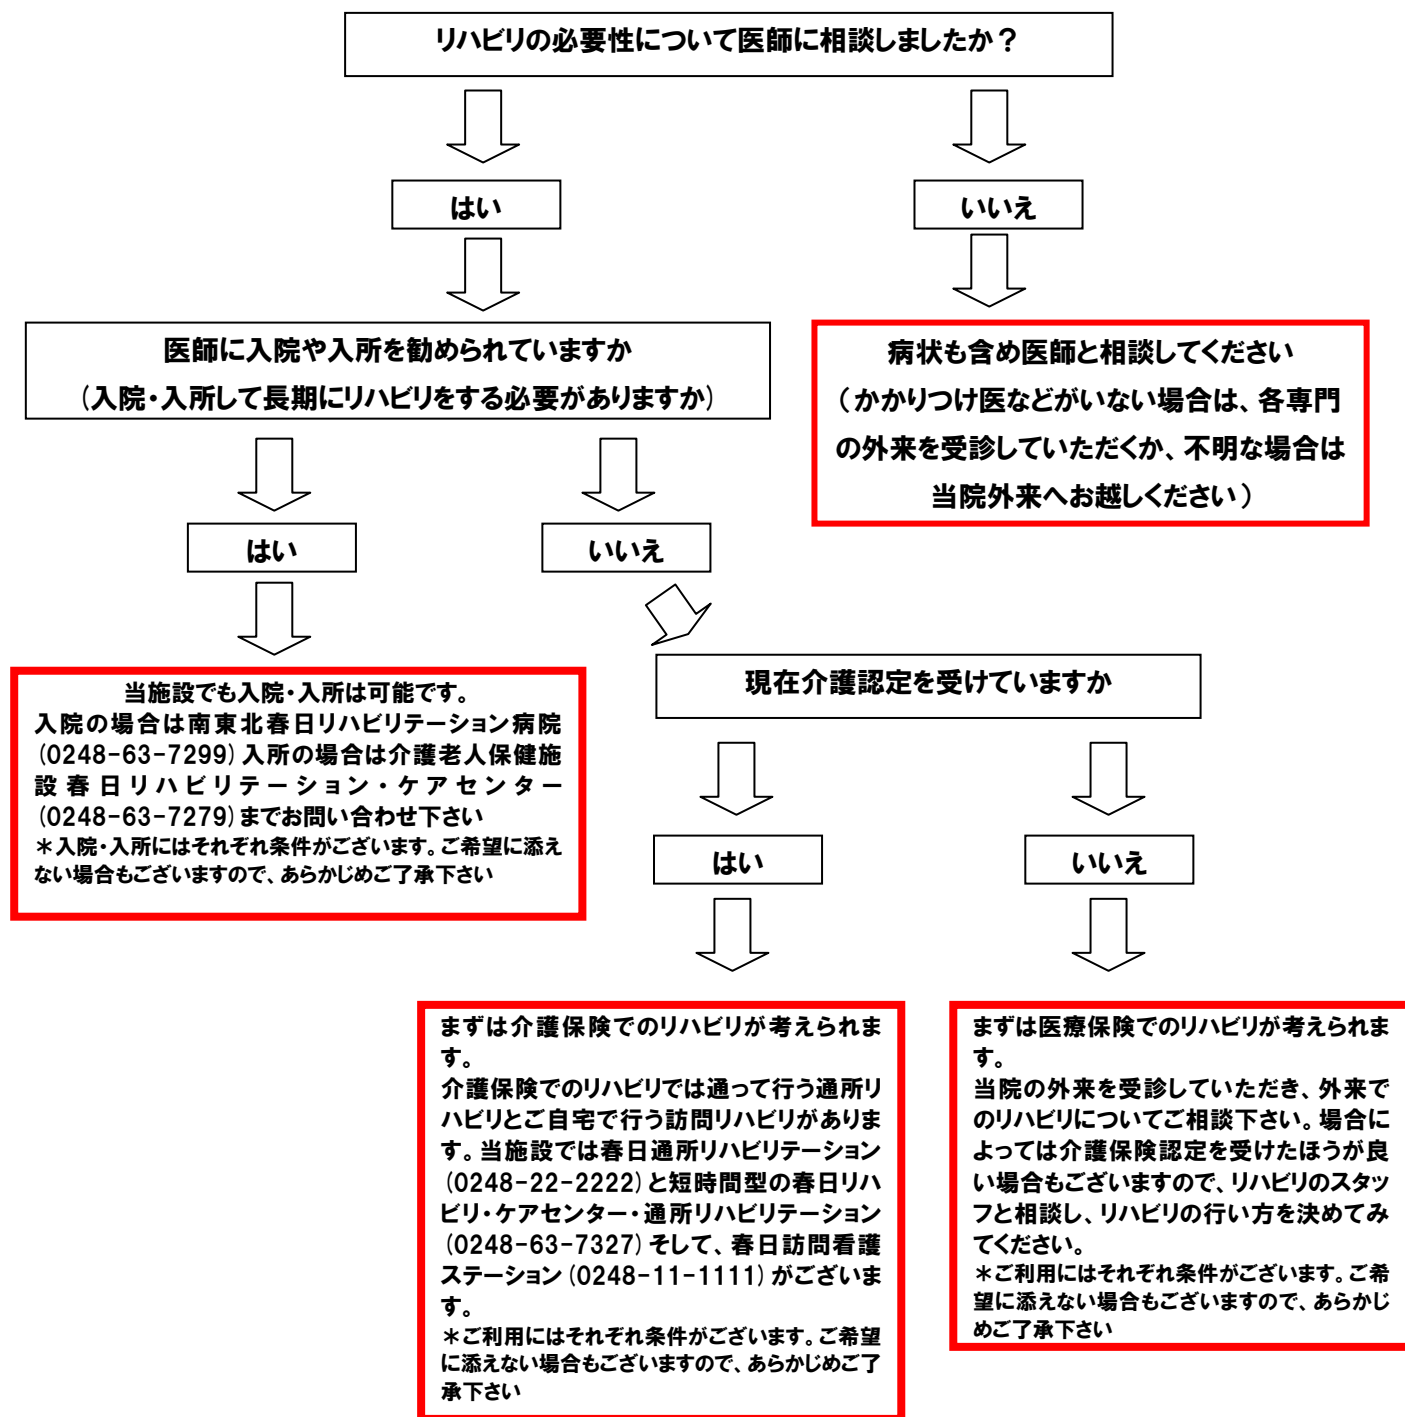 リハビリの必要性について医師に相談しましたか？
はい
いいえ
医師に入院や入所を勧められていますか
（入院・入所して長期にリハビリをする必要がありますか）
病状も含め医師と相談してください
（かかりつけ医などがいない場合は、各専門
の外来を受診していただくか、不明な場合は
当院外来へお越しください）
はい
いいえ
当施設でも入院・入所は可能です。
入院の場合は南東北春日リハビリテーション病院
(0248-63-7299)入所の場合は介護老人保健施
設春日リハビリテーション・ケアセンター
(0248-63-7279)までお問い合わせ下さい
＊入院・入所にはそれぞれ条件がございます。ご希望に添え
ない場合もございますので、あらかじめご了承下さい
現在介護認定を受けていますか
はい
いいえ
まずは介護保険でのリハビリが考えられま
す。
介護保険でのリハビリでは通って行う通所リ
ハビリとご自宅で行う訪問リハビリがありま
す。当施設では春日通所リハビリテーション
(0248-22-2222)と短時間型の春日リハ
ビリ・ケアセンター・通所リハビリテーション
(0248-63-7327)そして、春日訪問看護
ステーション(0248-11-1111)がございま
す。
＊ご利用にはそれぞれ条件がございます。ご希望
に添えない場合もございますので、あらかじめご了
承下さい
まずは医療保険でのリハビリが考えられま
す。
当院の外来を受診していただき、外来で
のリハビリについてご相談下さい。場合に
よっては介護保険認定を受けたほうが良
い場合もございますので、リハビリのスタッ
フと相談し、リハビリの行い方を決めてみ
てください。
＊ご利用にはそれぞれ条件がございます。ご希
望に添えない場合もございますので、あらかじ
めご了承下さい